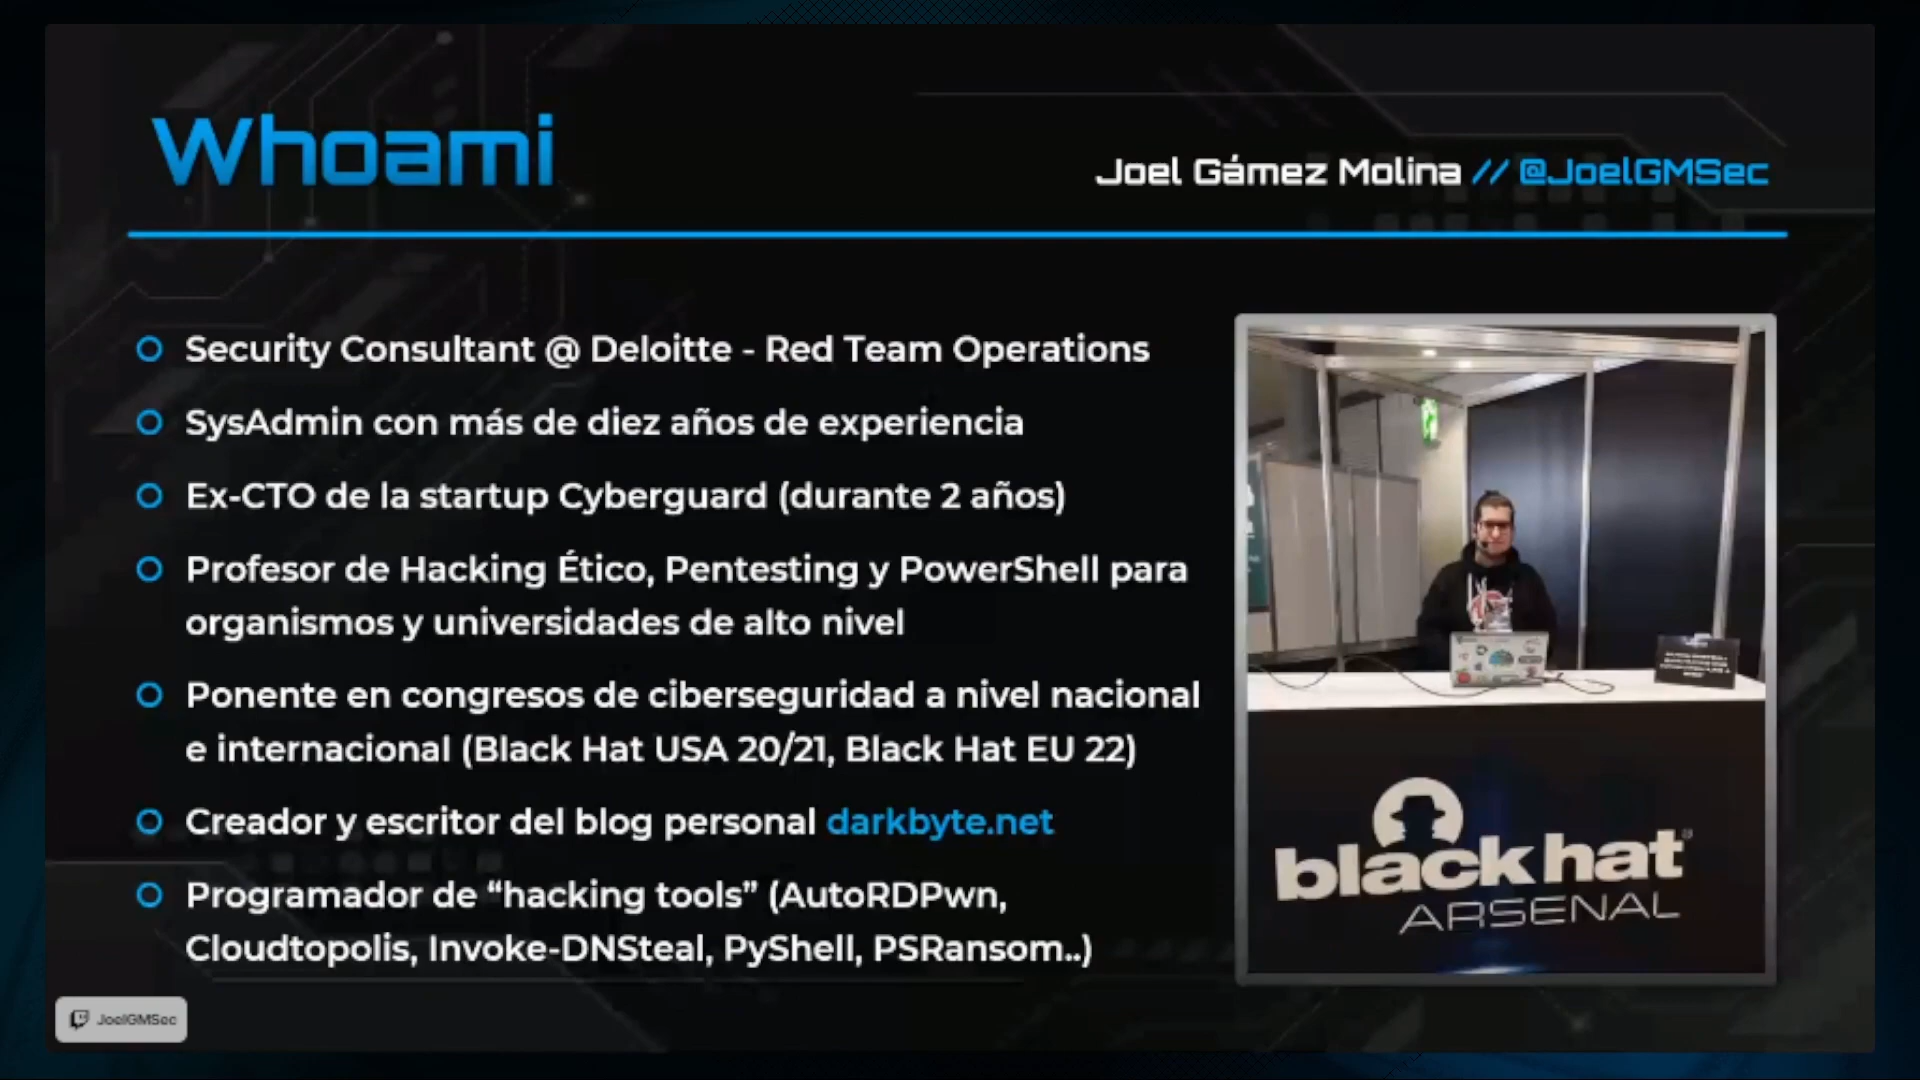 Whoami
Joel Gámez Molina // @JoelGMSec
Security Consultant @ Deloitte - Red Team Operations
SysAdmin con más de diez años de experiencia
Ex-CTO de la startup Cyberguard (durante 2 años)
Profesor de Hacking Ético, Pentesting y PowerShell para
organismos y universidades de alto nivel
Ponente en congresos de ciberseguridad a nivel nacional
e internacional (Black Hat USA 20/21, Black Hat EU 22)
Creador y escritor del blog personal darkbyte.net
Programador de “hacking tools” (AutoRDPwn,
Cloudtopolis, Invoke-DNSteal, PyShell, PSRansom..)
black hat®
ARSENAL
JoelGMSec